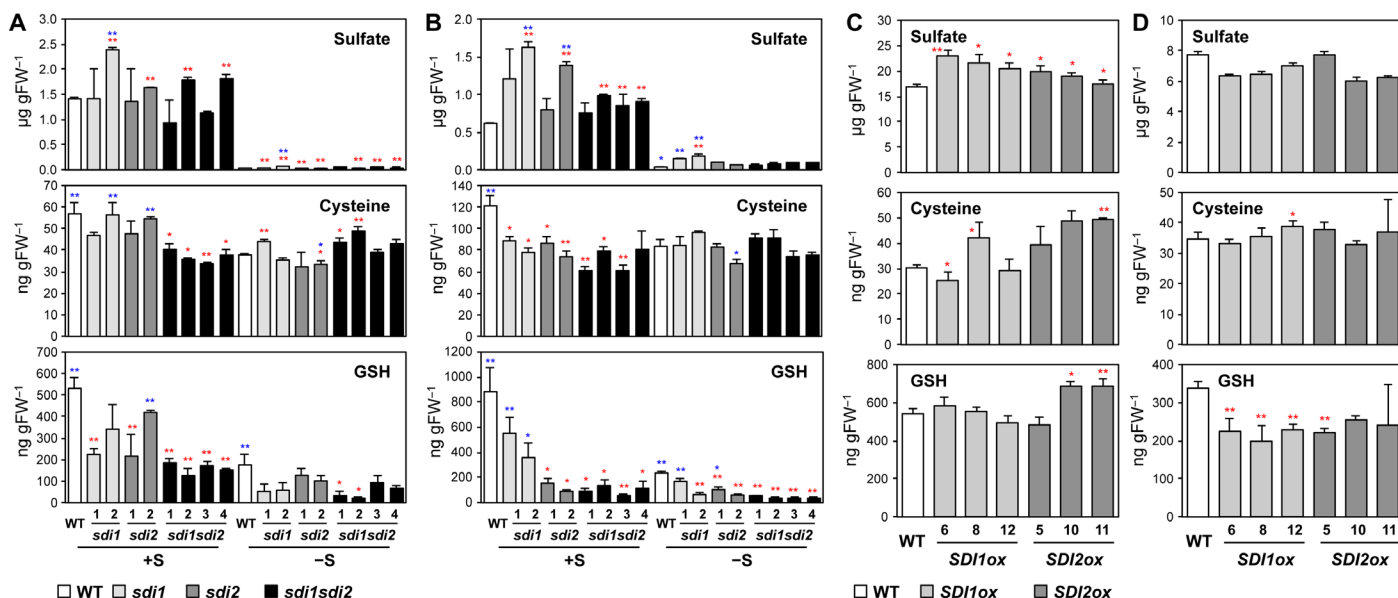 A
B
C
D
Sulfate
µg gFW⁻¹
3.0
2.5
2.0
1.5
1.0
0.5
0.0
** ** ** ** ** ** ** ** ** ** ** ** ** **
Cysteine
ng gFW⁻¹
70
60
50
40
30
20
10
0
** ** ** * * ** * ** * * * **
GSH
ng gFW⁻¹
700
600
500
400
300
200
100
0
** ** ** ** ** ** ** ** ** * *
WT 1 2 1 2 1 2 3 4 1 2 1 2 1 2 3 4
sdi1 sdi2 sdi1sdi2 WT sdi1 sdi2 sdi1sdi2
+S −S
Sulfate
µg gFW⁻¹
2.0
1.5
1.0
0.5
0.0
** ** ** ** ** ** ** * ** ** **
Cysteine
ng gFW⁻¹
140
120
100
80
60
40
20
0
** * * * ** ** * ** *
GSH
ng gFW⁻¹
1200
1000
800
600
400
200
0
** ** * * * * * ** * ** ** ** * ** ** ** ** ** **
WT 1 2 1 2 1 2 3 4 1 2 1 2 1 2 3 4
sdi1 sdi2 sdi1sdi2 WT sdi1 sdi2 sdi1sdi2
+S −S
Sulfate
µg gFW⁻¹
30
25
20
15
10
5
0
** * * * * *
Cysteine
ng gFW⁻¹
60
50
40
30
20
10
0
* * **
GSH
ng gFW⁻¹
800
600
400
200
0
* **
WT 6 8 12 5 10 11
SDI1ox SDI2ox
Sulfate
µg gFW⁻¹
10
8
6
4
2
0
Cysteine
ng gFW⁻¹
50
40
30
20
10
0
*
GSH
ng gFW⁻¹
400
300
200
100
0
** ** ** **
WT 6 8 12 5 10 11
SDI1ox SDI2ox
WT sdi1 sdi2 sdi1sdi2
WT SDI1ox SDI2ox